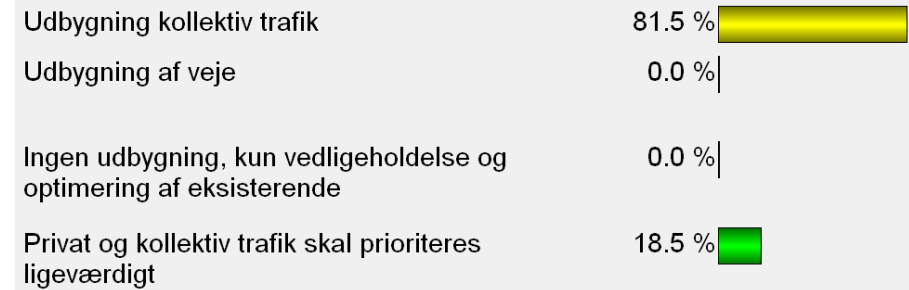 Udbygning kollektiv trafik 81.5 %
Udbygning af veje 0.0 %
Ingen udbygning, kun vedligeholdelse og 0.0 %
optimering af eksisterende
Privat og kollektiv trafik skal prioriteres 18.5 %
ligeværdigt